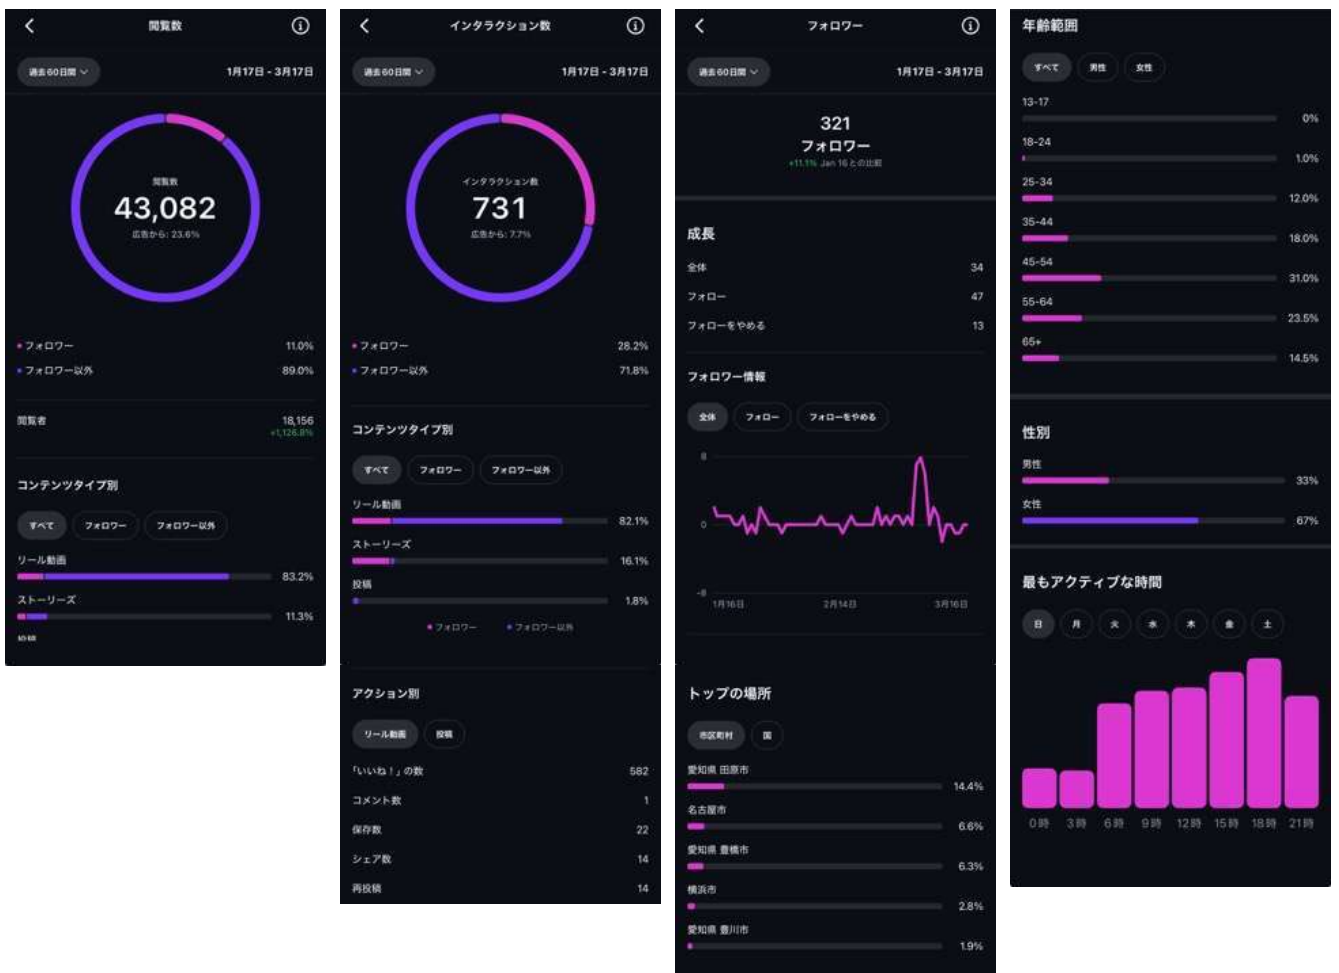 閲覧数
過去60日間
1月17日 - 3月17日
閲覧数
43,082
広告から: 23.6%
フォロワー 11.0%
フォロワー以外 89.0%
閲覧者 18,156
+1,126.8%
コンテンツタイプ別
すべて フォロワー フォロワー以外
リール動画
83.2%
ストーリーズ
11.3%
インタラクション数
過去60日間
1月17日 - 3月17日
インタラクション数
731
広告から: 7.7%
フォロワー 28.2%
フォロワー以外 71.8%
コンテンツタイプ別
すべて フォロワー フォロワー以外
リール動画
82.1%
ストーリーズ
16.1%
投稿
1.8%
フォロワー フォロワー以外
アクション別
リール動画 投稿
「いいね!」の数 582
コメント数 1
保存数 22
シェア数 14
再投稿 14
フォロワー
過去60日間
1月17日 - 3月17日
321
フォロワー
+11.1% Jan 16 との比較
成長
全体 34
フォロー 47
フォローをやめる 13
フォロワー情報
全体 フォロー フォローをやめる
8
0
-8
1月16日 2月14日 3月16日
トップの場所
市区町村 国
愛知県 田原市
14.4%
名古屋市
6.6%
愛知県 豊橋市
6.3%
横浜市
2.8%
愛知県 豊川市
1.9%
年齢範囲
すべて 男性 女性
13-17
0%
18-24
1.0%
25-34
12.0%
35-44
18.0%
45-54
31.0%
55-64
23.5%
65+
14.5%
性別
男性
33%
女性
67%
最もアクティブな時間
日 月 火 水 木 金 土
0時 3時 6時 9時 12時 15時 18時 21時